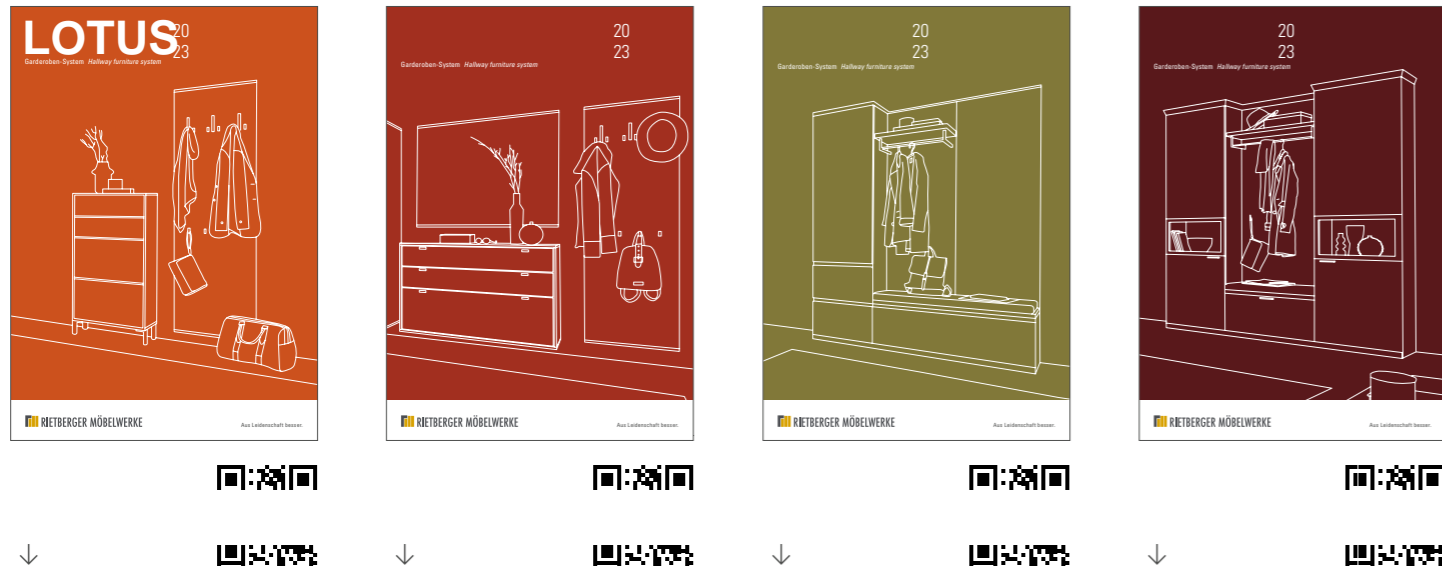 LOTUS 20
23
Garderoben-System Hallway furniture system
RIETBERGER MÖBELWERKE
Aus Leidenschaft besser.
20
23
Garderoben-System Hallway furniture system
RIETBERGER MÖBELWERKE
Aus Leidenschaft besser.
20
23
Garderoben-System Hallway furniture system
RIETBERGER MÖBELWERKE
Aus Leidenschaft besser.
20
23
Garderoben-System Hallway furniture system
RIETBERGER MÖBELWERKE
Aus Leidenschaft besser.